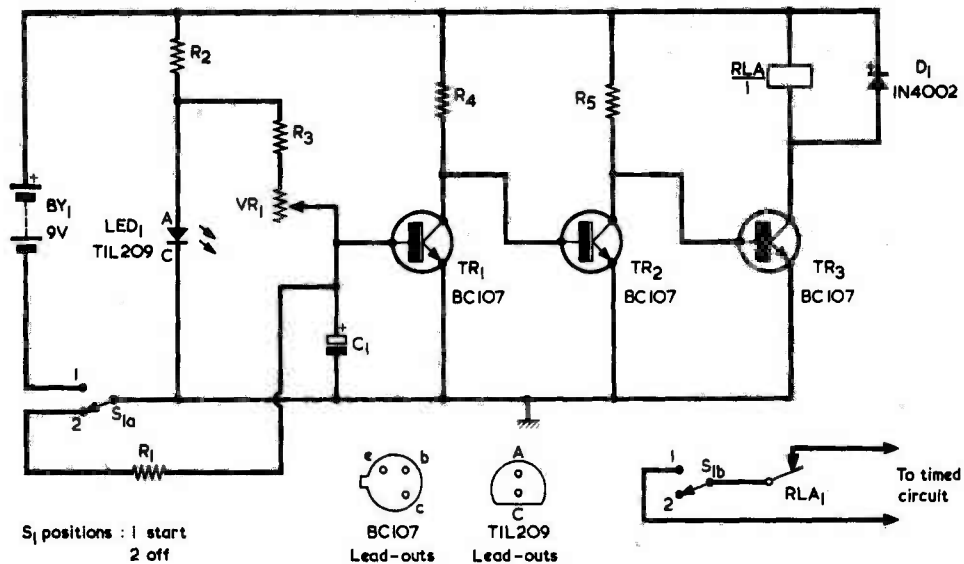 R2
R3
VR1
+
BY1
9V
LED1
TIL209
A
C
R4
R5
RLA
1
+
D1
1N4002
TR1
BC107
TR2
BC107
TR3
BC107
+
C1
1
2
S1a
R1
S1 positions : 1 start
2 off
e
b
c
BC107
Lead-outs
A
C
TIL209
Lead-outs
1
2
S1b
RLA1
To timed
circuit